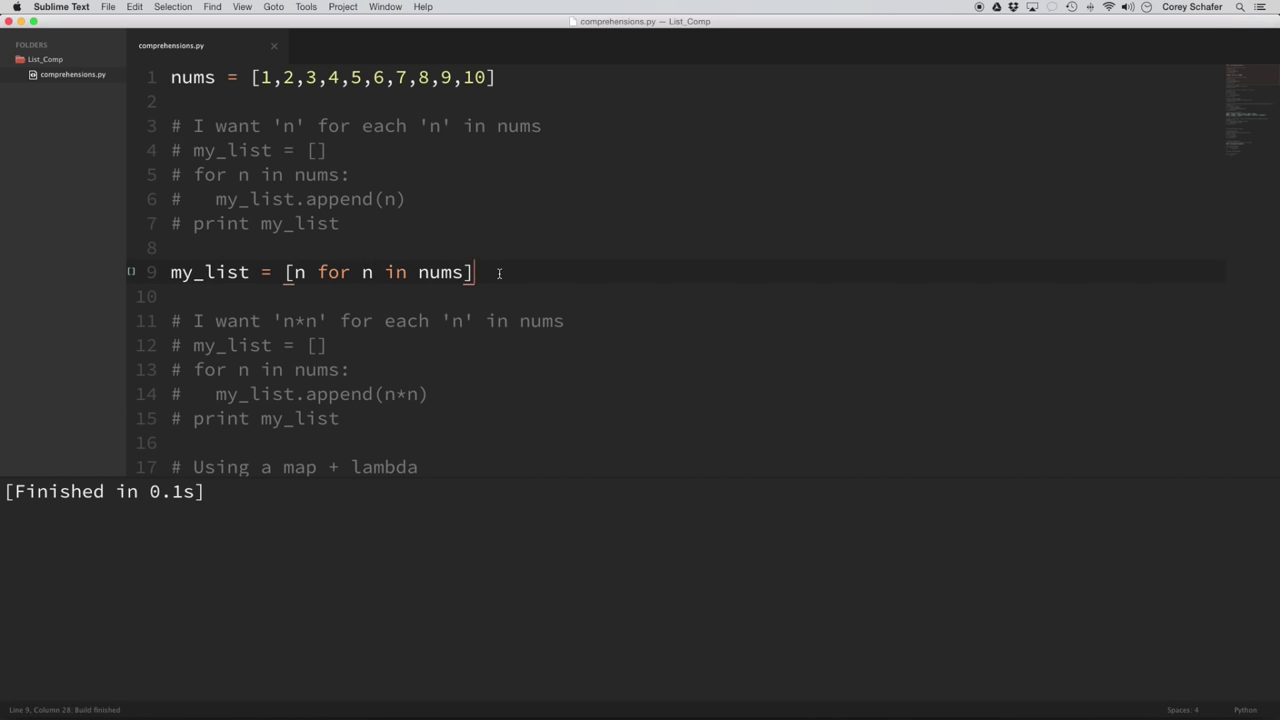 Sublime Text File Edit Selection Find View Goto Tools Project Window Help Corey Schafer
comprehensions.py — List_Comp
FOLDERS
List_Comp
comprehensions.py
comprehensions.py
1 nums = [1,2,3,4,5,6,7,8,9,10]
2
3 # I want 'n' for each 'n' in nums
4 # my_list = []
5 # for n in nums:
6 #   my_list.append(n)
7 # print my_list
8
9 my_list = [n for n in nums]
10
11 # I want 'n*n' for each 'n' in nums
12 # my_list = []
13 # for n in nums:
14 #   my_list.append(n*n)
15 # print my_list
16
17 # Using a map + lambda
[Finished in 0.1s]
Line 9, Column 28, Build finished Spaces: 4 Python